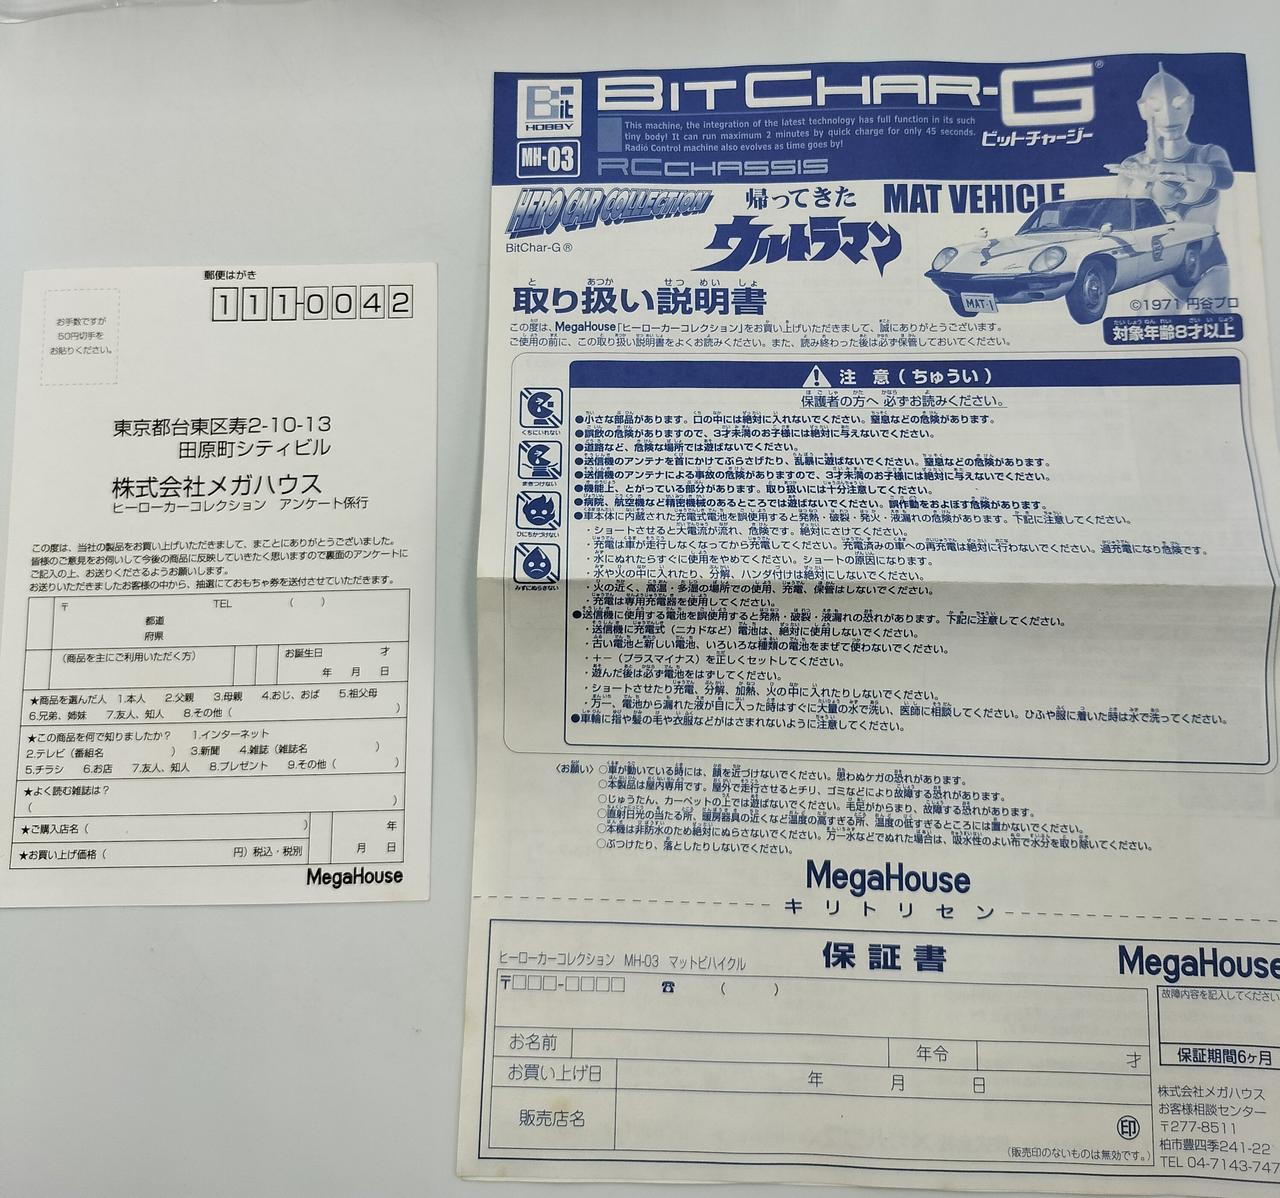 郵便はがき
111-0042
お手数ですが
50円切手を
お貼りください。
東京都台東区寿2-10-13
田原町シティビル
株式会社メガハウス
ヒーローカーコレクション アンケート係行
この度は、当社の製品をお買い上げいただきまして、まことにありがとうございました。
皆様のご意見をお伺いして今後の商品に反映していきたく思いますので裏面のアンケートに
ご記入の上、お送りくださるようお願いします。
お送りいただきましたお客様の中から、抽選にておもちゃ券を送付させていただきます。
〒 TEL ( )
都道
府県
(商品を主にご利用いただく方) お誕生日 才
年 月 日
★商品を選んだ人 1.本人 2.父親 3.母親 4.おじ、おば 5.祖父母
6.兄弟、姉妹 7.友人、知人 8.その他( )
★この商品を何で知りましたか? 1.インターネット
2.テレビ(番組名 ) 3.新聞 4.雑誌(雑誌名 )
5.チラシ 6.お店 7.友人、知人 8.プレゼント 9.その他( )
★よく読む雑誌は?
( )
★ご購入店名( ) 年
★お買い上げ価格( 円)税込・税別 月 日
MegaHouse
Bit
HOBBY
MH-03
BIT CHAR-G®
This machine, the integration of the latest technology has full function in its such
tiny body! It can run maximum 2 minutes by quick charge for only 45 seconds.
Radio Control machine also evolves as time goes by!
ビットチャージー
RC CHASSIS
HERO CAR COLLECTION
BitChar-G®
帰ってきた
ウルトラマン
MAT VEHICLE
MAT-1
©1971 円谷プロ
対象年齢8才以上
取り扱い説明書
この度は、MegaHouse「ヒーローカーコレクション」をお買い上げいただきまして、誠にありがとうございます。
ご使用の前に、この取り扱い説明書をよくお読みください。また、読み終わった後は必ず保管しておいてください。
注 意(ちゅうい)
保護者の方へ 必ずお読みください。
くちにいれない
まきつけない
ひにちかづけない
みずにぬらさない
●小さな部品があります。口の中には絶対に入れないでください。窒息などの危険があります。
●誤飲の危険がありますので、3才未満のお子様には絶対に与えないでください。
●道路など、危険な場所では遊ばないでください。
●送信機のアンテナを首にかけてぶらさげたり、乱暴に遊ばないでください。窒息などの危険があります。
●送信機のアンテナによる事故の危険がありますので、3才未満のお子様には絶対に与えないでください。
●機能上、とがっている部分があります。取り扱いには十分注意してください。
●病院、航空機など精密機械のあるところでは遊ばないでください。誤作動をおよぼす危険があります。
●車本体に内蔵された充電式電池を誤使用すると発熱・破裂・発火・液漏れの危険があります。下記に注意してください。
・ショートさせると大電流が流れ、危険です。絶対にさけてください。
・充電は車が走行しなくなってから充電してください。充電済みの車への再充電は絶対に行わないでください。過充電になり危険です。
・水にぬれたらすぐに使用をやめてください。ショートの原因になります。
・水や火の中に入れたり、分解、ハンダ付けは絶対にしないでください。
・火の近く、高温・多湿の場所での使用、充電、保管はしないでください。
・充電は専用充電器を使用してください。
●送信機に使用する電池を誤使用すると発熱・破裂・液漏れの恐れがあります。下記に注意してください。
・送信機に充電式(ニカドなど)電池は、絶対に使用しないでください。
・古い電池と新しい電池、いろいろな種類の電池をまぜて使わないでください。
・+-(プラスマイナス)を正しくセットしてください。
・遊んだ後は必ず電池をはずしてください。
・ショートさせたり充電、分解、加熱、火の中に入れたりしないでください。
・万一、電池から漏れた液が目に入った時はすぐに大量の水で洗い、医師に相談してください。ひふや服に着いた時は水で洗ってください。
●車輪に指や髪の毛や衣服などがはさまれないように注意してください。
〈お願い〉○車が動いている時には、顔を近づけないでください。思わぬケガの恐れがあります。
○本製品は屋内専用です。屋外で走行させるとチリ、ゴミなどにより故障する恐れがあります。
○じゅうたん、カーペットの上では遊ばないでください。毛足がからまり、故障する恐れがあります。
○直射日光の当たる所、暖房器具の近くなど温度の高すぎる所、温度の低すぎるところには置かないでください。
○本機は非防水のため絶対にぬらさないでください。万一水などでぬれた場合は、吸水性のよい布で水分を取り除いてください。
○ぶつけたり、落としたりしないでください。
MegaHouse
キリトリセン
ヒーローカーコレクション MH-03 マットビハイクル
保証書
MegaHouse
〒□□□-□□□□ ☎ ( )
故障内容を記入してください
お名前 年令 才
保証期間6ヶ月
お買い上げ日 年 月 日
販売店名 印
(販売印のないものは無効です。)
株式会社メガハウス
お客様相談センター
〒277-8511
柏市豊四季241-22
TEL 04-7143-747